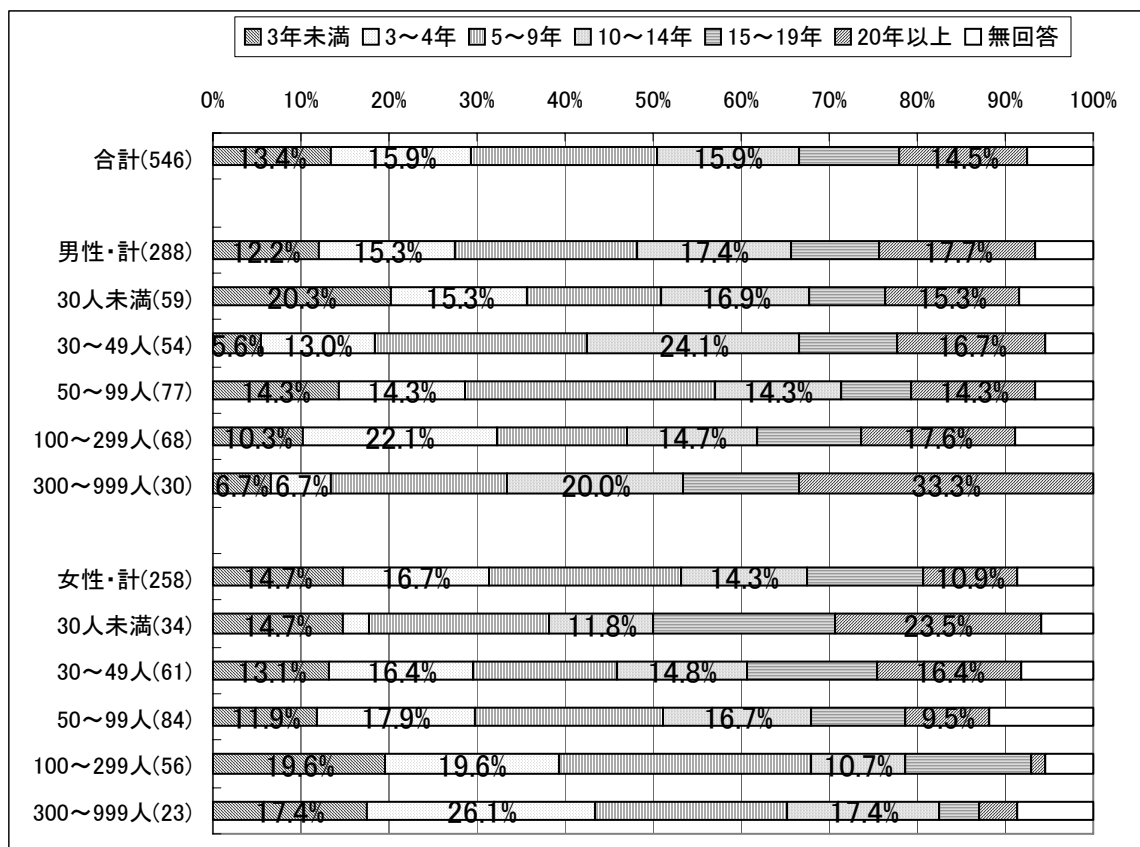 3年未満 3～4年 5～9年 10～14年 15～19年 20年以上 無回答
0% 10% 20% 30% 40% 50% 60% 70% 80% 90% 100%
合計(546) 13.4% 15.9% 15.9% 14.5%
男性・計(288) 12.2% 15.3% 17.4% 17.7%
30人未満(59) 20.3% 15.3% 16.9% 15.3%
30～49人(54) 5.6% 13.0% 24.1% 16.7%
50～99人(77) 14.3% 14.3% 14.3% 14.3%
100～299人(68) 10.3% 22.1% 14.7% 17.6%
300～999人(30) 6.7% 6.7% 20.0% 33.3%
女性・計(258) 14.7% 16.7% 14.3% 10.9%
30人未満(34) 14.7% 11.8% 23.5%
30～49人(61) 13.1% 16.4% 14.8% 16.4%
50～99人(84) 11.9% 17.9% 16.7% 9.5%
100～299人(56) 19.6% 19.6% 10.7%
300～999人(23) 17.4% 26.1% 17.4%